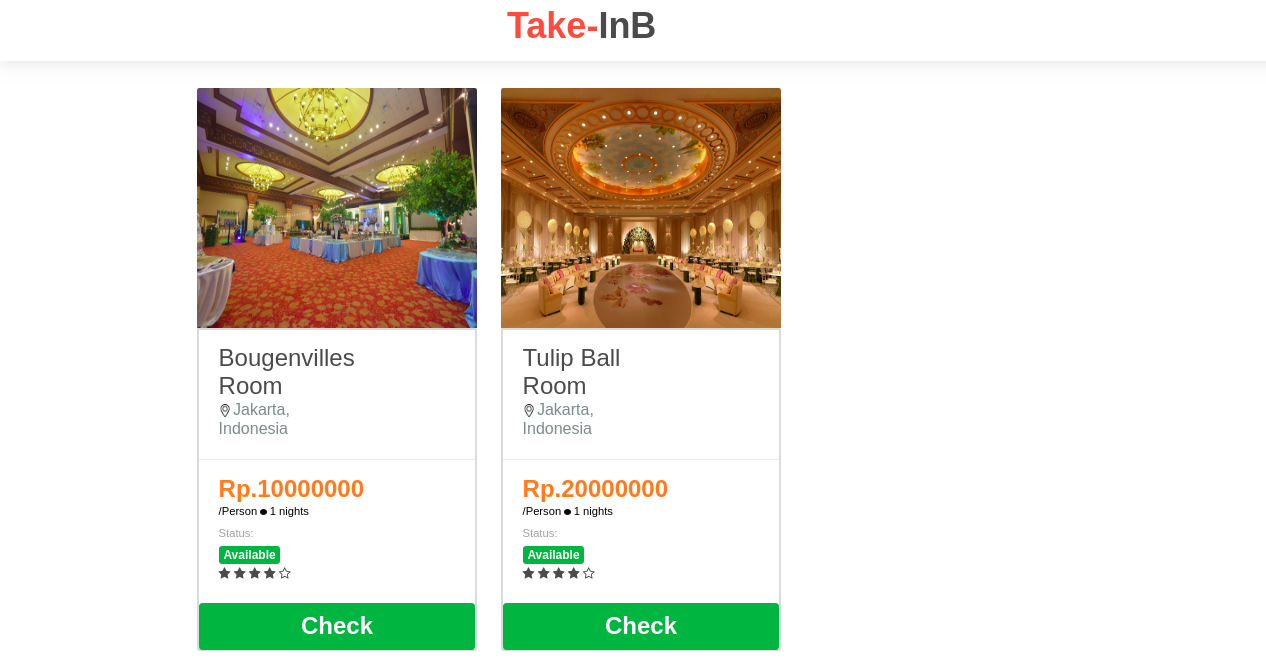 Take-InB
Bougenvilles
Room
Jakarta,
Indonesia
Rp.10000000
/Person ● 1 nights
Status:
Available
Check
Tulip Ball
Room
Jakarta,
Indonesia
Rp.20000000
/Person ● 1 nights
Status:
Available
Check